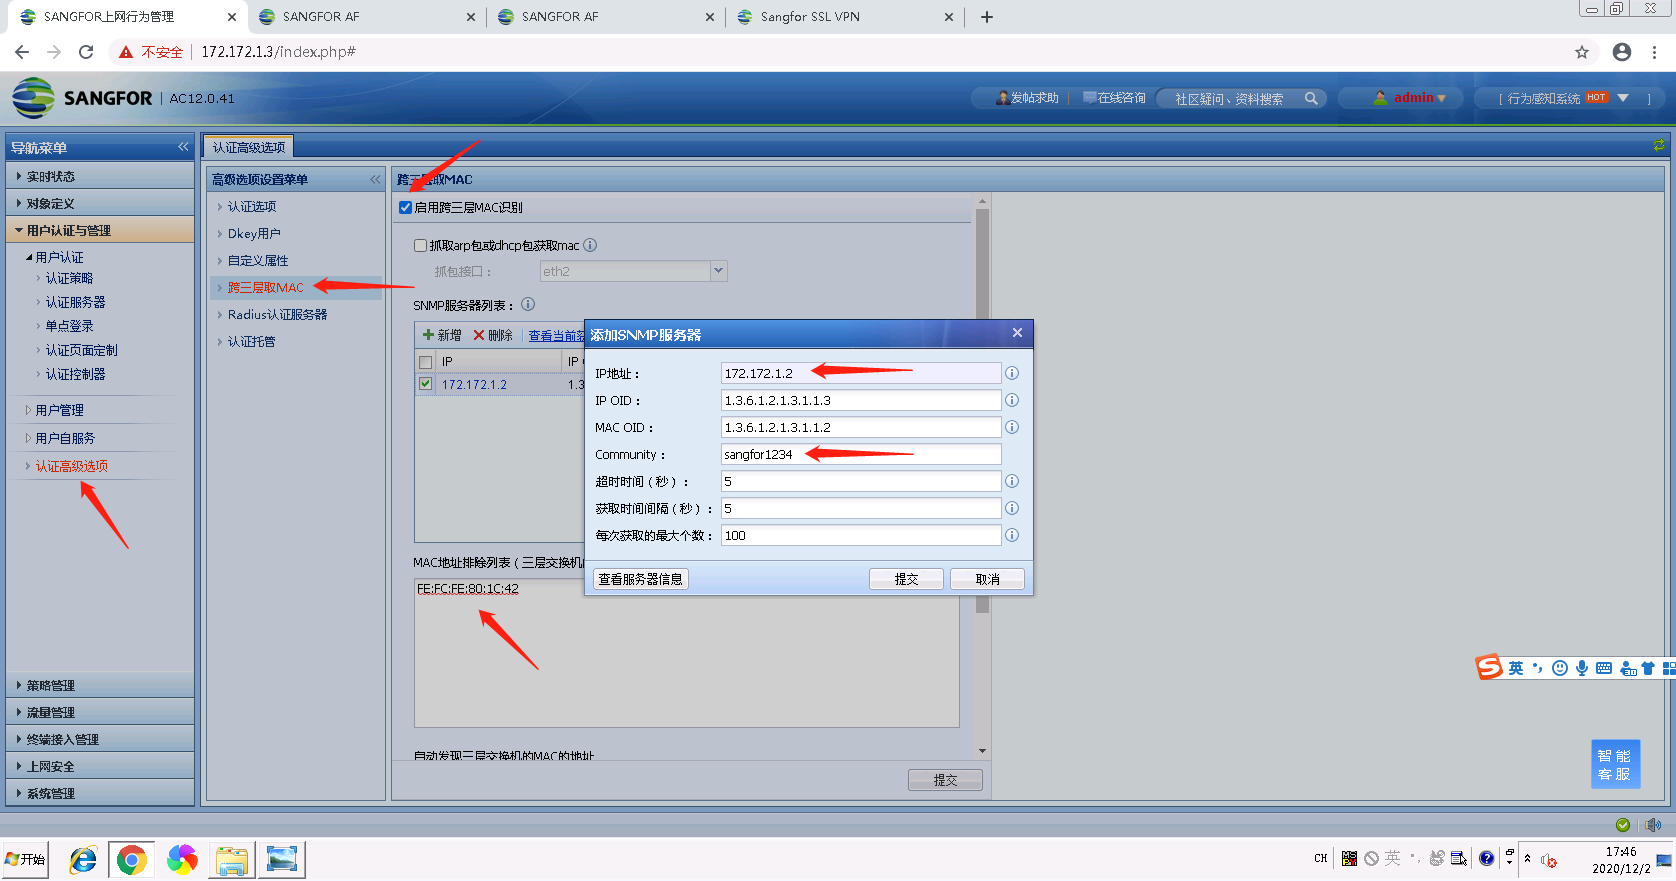 SANGFOR上网行为管理
SANGFOR AF
SANGFOR AF
Sangfor SSL VPN
不安全
172.172.1.3/index.php#
SANGFOR
AC12.0.41
发帖求助
在线咨询
社区疑问、资料搜索
admin
[ 行为感知系统 HOT ]
导航菜单
实时状态
对象定义
用户认证与管理
用户认证
认证策略
认证服务器
单点登录
认证页面定制
认证控制器
用户管理
用户自服务
认证高级选项
策略管理
流量管理
终端接入管理
上网安全
系统管理
认证高级选项
高级选项设置菜单
认证选项
Dkey用户
自定义属性
跨三层取MAC
Radius认证服务器
认证托管
跨三层取MAC
启用跨三层MAC识别
抓取arp包或dhcp包获取mac
抓包接口：
eth2
SNMP服务器列表：
新增
删除
查看当前
IP
IP
172.172.1.2
1.3
MAC地址排除列表（三层交换机
FE:FC:FE:80:1C:42
自动发现三层交换机的MAC的地址
提交
添加SNMP服务器
IP地址：
172.172.1.2
IP OID：
1.3.6.1.2.1.3.1.1.3
MAC OID：
1.3.6.1.2.1.3.1.1.2
Community：
sangfor1234
超时时间（秒）：
5
获取时间间隔（秒）：
5
每次获取的最大个数：
100
查看服务器信息
提交
取消
英
智能
客服
开始
CH
英
17:46
2020/12/2